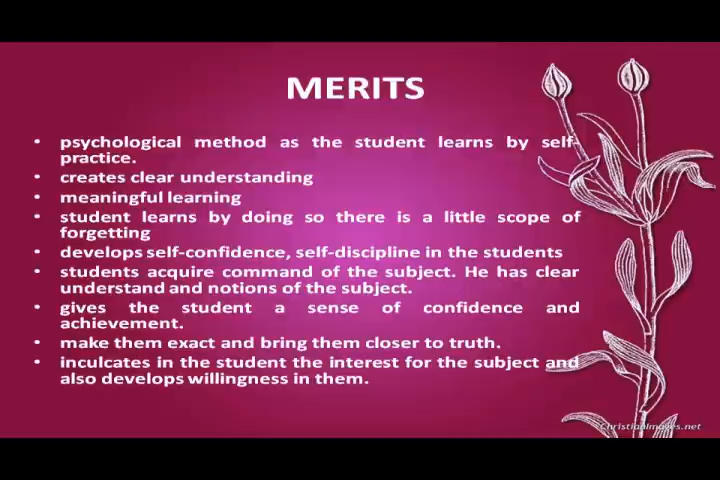 MERITS
• psychological method as the student learns by self-
practice.
• creates clear understanding
• meaningful learning
• student learns by doing so there is a little scope of
forgetting
• develops self-confidence, self-discipline in the students
• students acquire command of the subject. He has clear
understand and notions of the subject.
• gives the student a sense of confidence and
achievement.
• make them exact and bring them closer to truth.
• inculcates in the student the interest for the subject and
also develops willingness in them.
ChristianImages.net